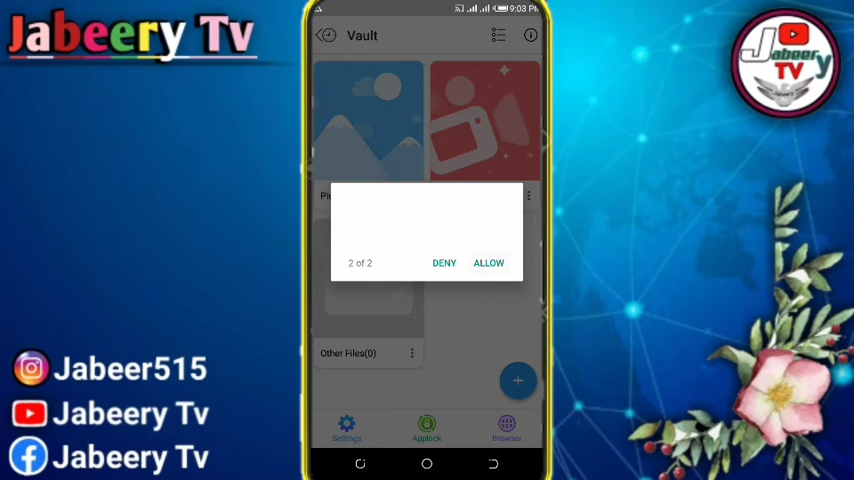 Jabeery Tv
9:03 PM
Vault
Jabeery
TV
2 of 2
DENY
ALLOW
Other Files(0)
Settings
Applock
Browser
Jabeer515
Jabeery Tv
Jabeery Tv